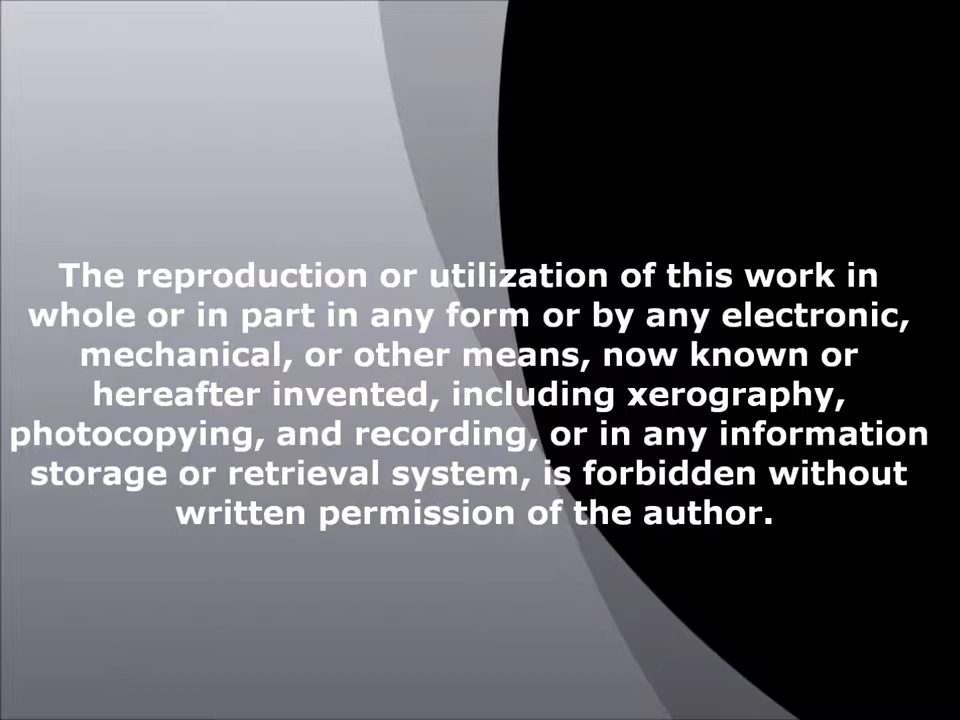 The reproduction or utilization of this work in
whole or in part in any form or by any electronic,
mechanical, or other means, now known or
hereafter invented, including xerography,
photocopying, and recording, or in any information
storage or retrieval system, is forbidden without
written permission of the author.